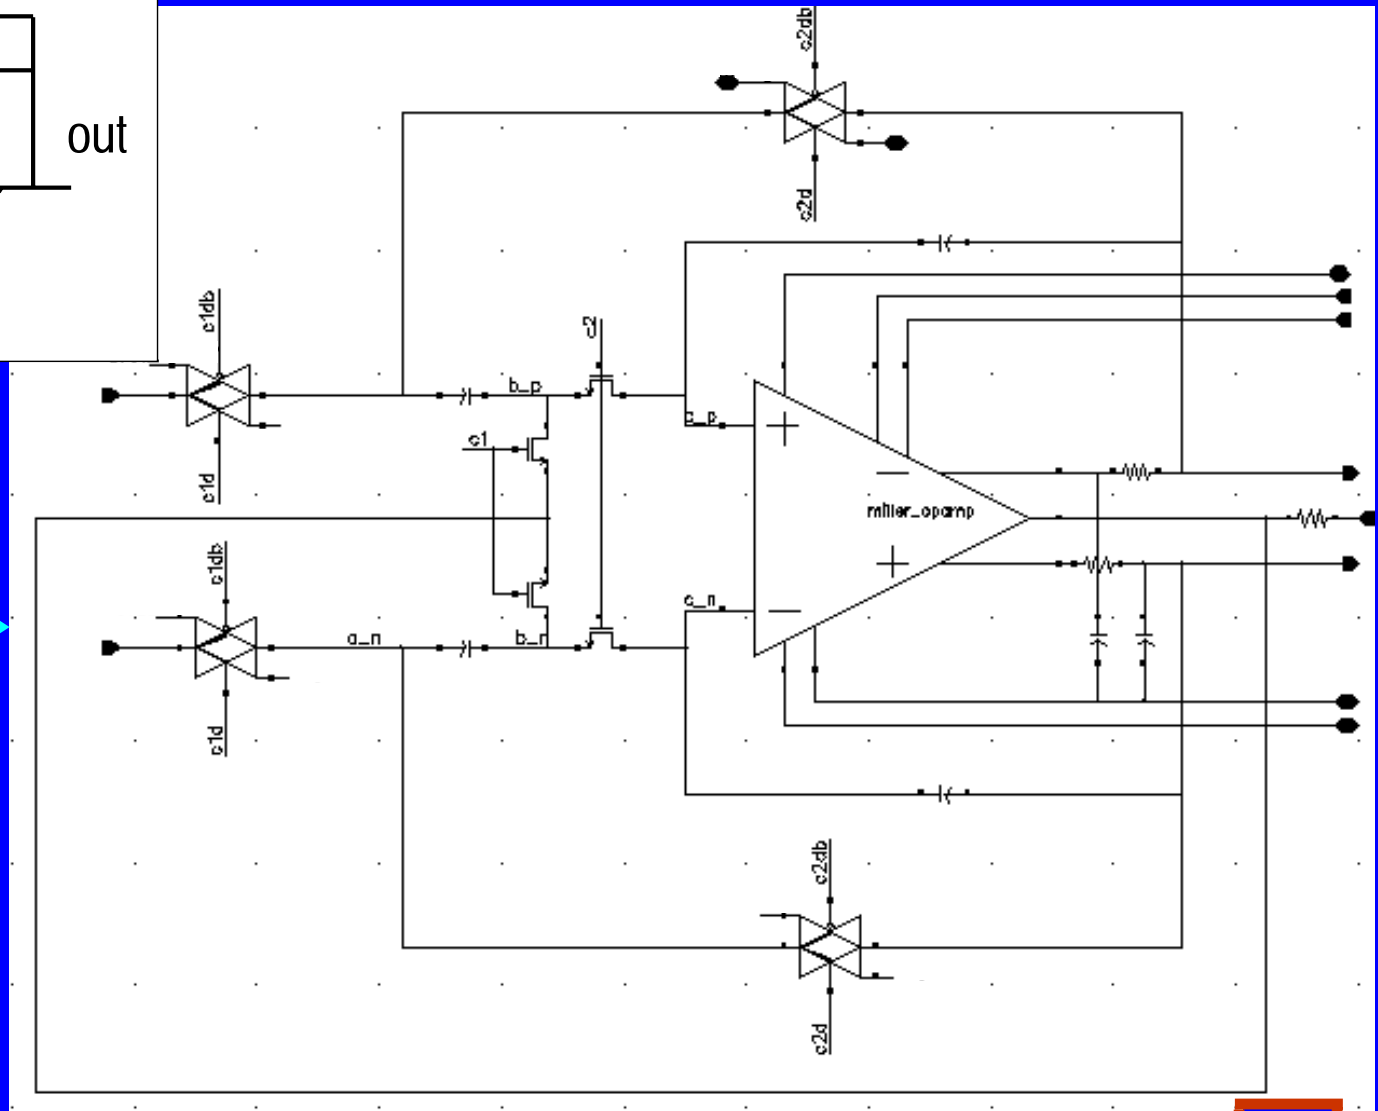 out
c2db
c2d
c1db
c2
b_p
c1
c_p
c1d
miller_opamp
c1db
c_n
a_n
b_n
c1d
c2db
c2d